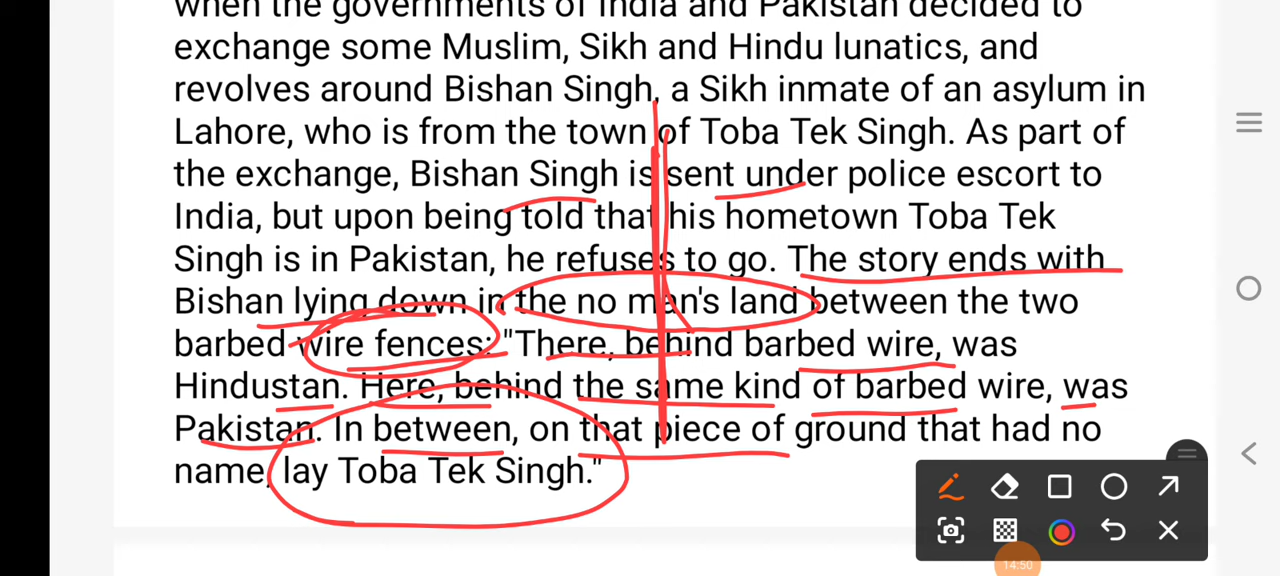 when the governments of India and Pakistan decided to
exchange some Muslim, Sikh and Hindu lunatics, and
revolves around Bishan Singh, a Sikh inmate of an asylum in
Lahore, who is from the town of Toba Tek Singh. As part of
the exchange, Bishan Singh is sent under police escort to
India, but upon being told that his hometown Toba Tek
Singh is in Pakistan, he refuses to go. The story ends with
Bishan lying down in the no man's land between the two
barbed wire fences: "There, behind barbed wire, was
Hindustan. Here, behind the same kind of barbed wire, was
Pakistan. In between, on that piece of ground that had no
name, lay Toba Tek Singh."
14:50